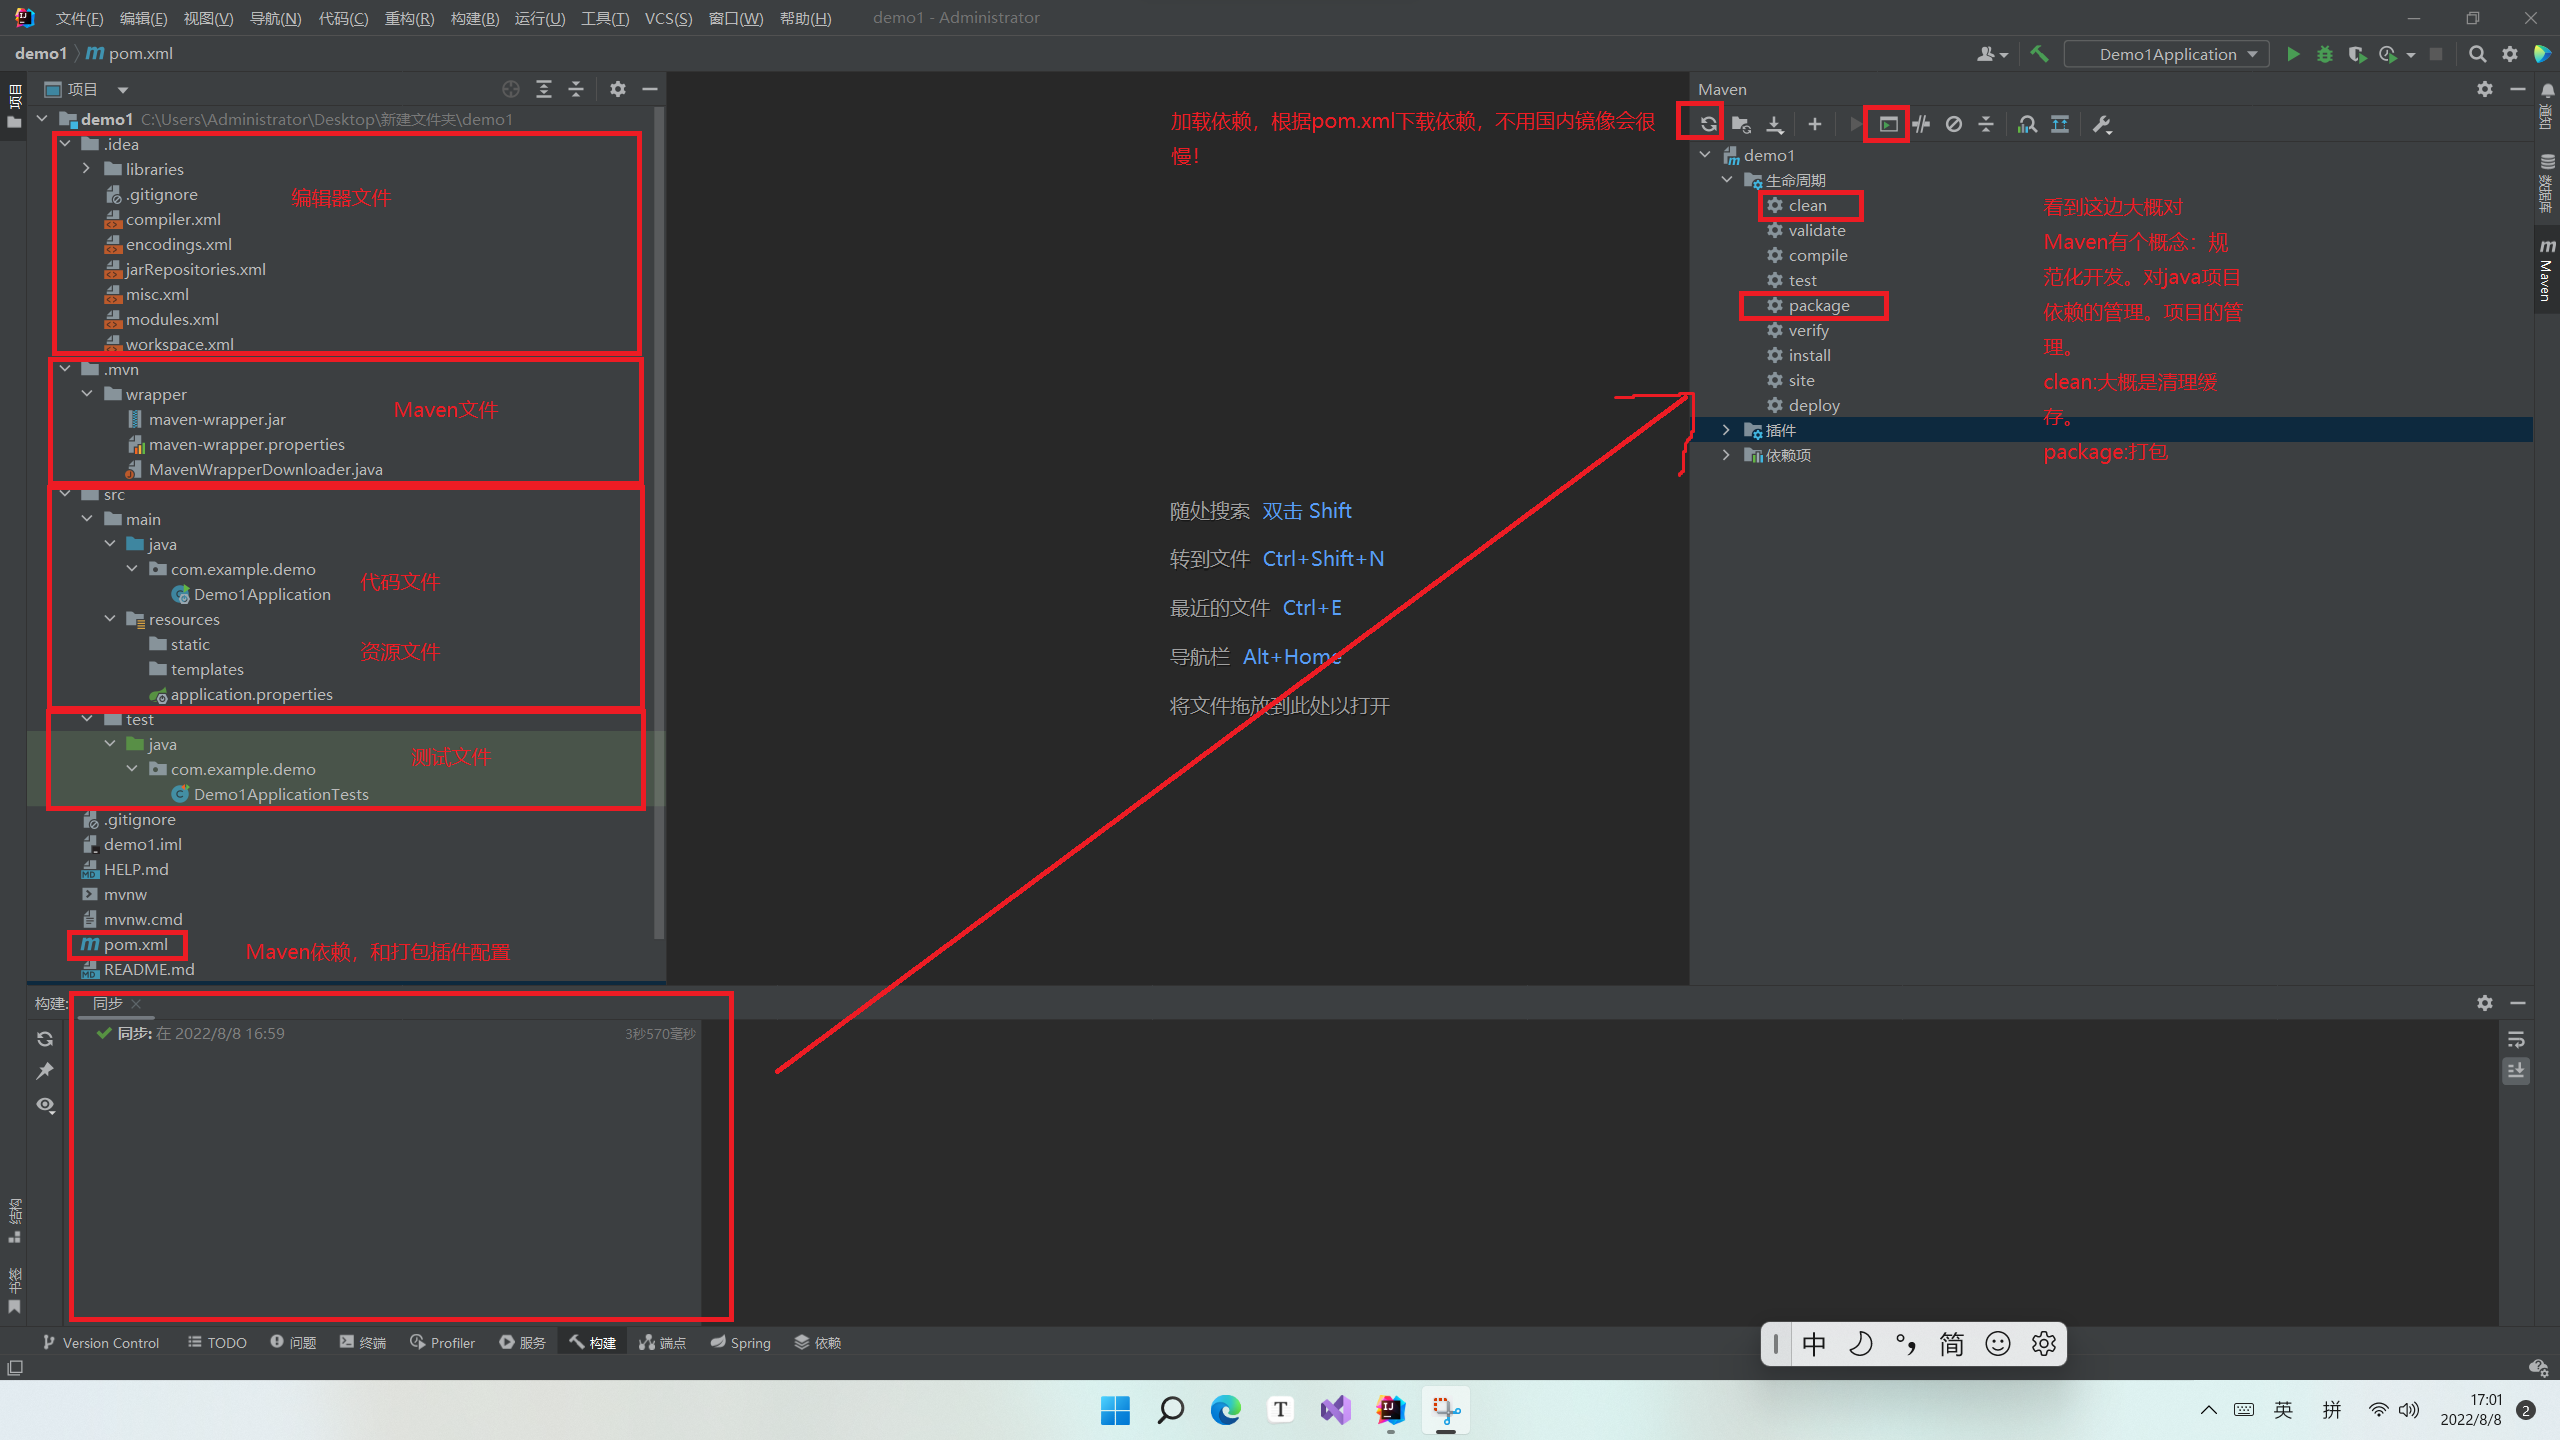 文件(F) 编辑(E) 视图(V) 导航(N) 代码(C) 重构(R) 构建(B) 运行(U) 工具(T) VCS(S) 窗口(W) 帮助(H) demo1 - Administrator
demo1 pom.xml
Demo1Application
项目
项目
demo1 C:\Users\Administrator\Desktop\新建文件夹\demo1
.idea
libraries
.gitignore
compiler.xml
encodings.xml
jarRepositories.xml
misc.xml
modules.xml
workspace.xml
编辑器文件
.mvn
wrapper
maven-wrapper.jar
maven-wrapper.properties
MavenWrapperDownloader.java
Maven文件
src
main
java
com.example.demo
Demo1Application
代码文件
resources
static
templates
application.properties
资源文件
test
java
com.example.demo
Demo1ApplicationTests
测试文件
.gitignore
demo1.iml
HELP.md
mvnw
mvnw.cmd
pom.xml
Maven依赖，和打包插件配置
README.md
加载依赖，根据pom.xml下载依赖，不用国内镜像会很
慢！
随处搜索 双击 Shift
转到文件 Ctrl+Shift+N
最近的文件 Ctrl+E
导航栏 Alt+Home
将文件拖放到此处以打开
Maven
demo1
生命周期
clean
validate
compile
test
package
verify
install
site
deploy
插件
依赖项
看到这边大概对
Maven有个概念：规
范化开发。对java项目
依赖的管理。项目的管
理。
clean:大概是清理缓
存。
package:打包
通知
数据库
Maven
构建: 同步
同步: 在 2022/8/8 16:59 3秒570毫秒
结构
书签
Version Control TODO 问题 终端 Profiler 服务 构建 端点 Spring 依赖
中 简
英 拼
17:01
2022/8/8
2